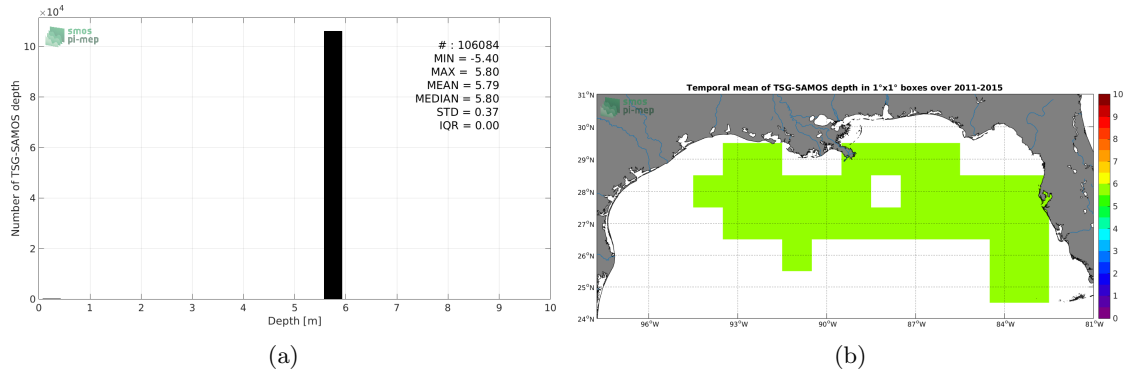 ×10⁴
smos
pi-mep
# : 106084
MIN = -5.40
MAX = 5.80
MEAN = 5.79
MEDIAN = 5.80
STD = 0.37
IQR = 0.00
Number of TSG-SAMOS depth
10
8
6
4
2
0
0 1 2 3 4 5 6 7 8 9 10
Depth [m]
(a)
Temporal mean of TSG-SAMOS depth in 1°x1° boxes over 2011-2015
smos
pi-mep
31°N
30°N
29°N
28°N
27°N
26°N
25°N
24°N
96°W 93°W 90°W 87°W 84°W 81°W
10
9
8
7
6
5
4
3
2
1
0
(b)